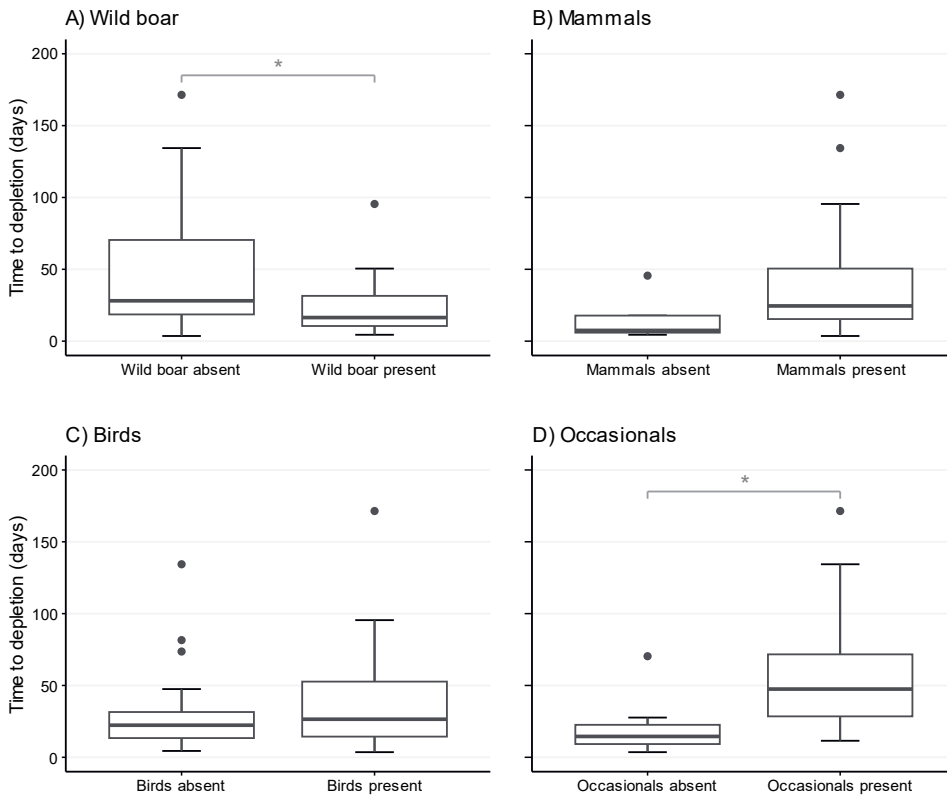 A) Wild boar
B) Mammals
Time to depletion (days)
200
150
100
50
0
*
Wild boar absent
Wild boar present
Mammals absent
Mammals present
C) Birds
D) Occasionals
Time to depletion (days)
200
150
100
50
0
*
Birds absent
Birds present
Occasionals absent
Occasionals present